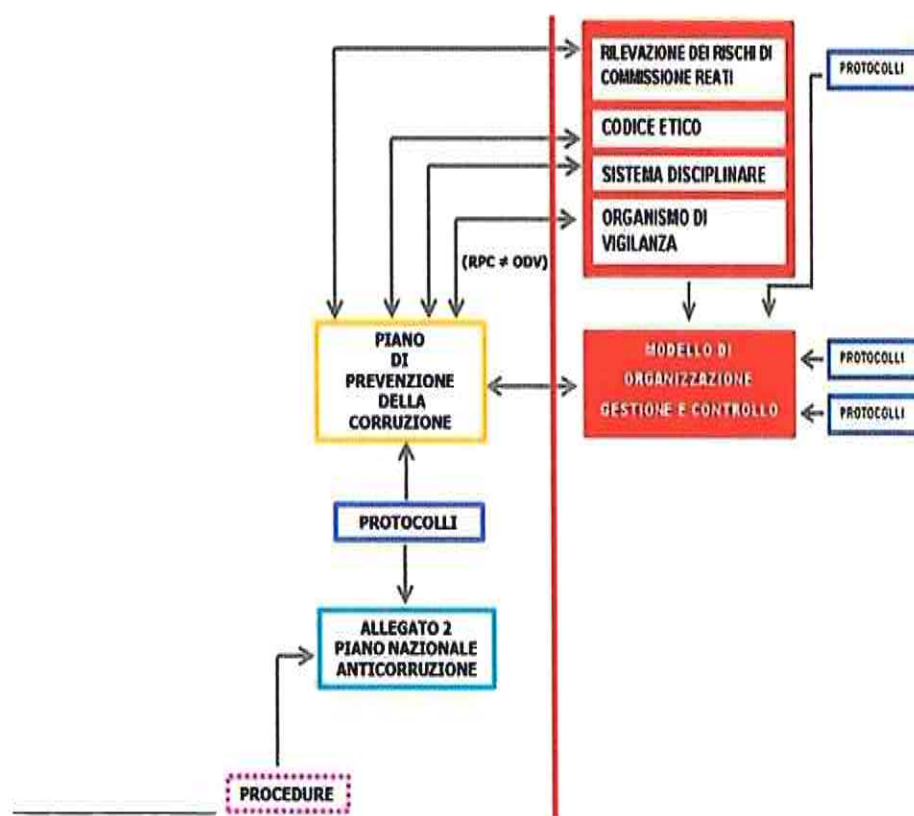 RILEVAZIONE DEI RISCHI DI
COMMISSIONE REATI
PROTOCOLLI
CODICE ETICO
SISTEMA DISCIPLINARE
ORGANISMO DI
VIGILANZA
(RPC ≠ ODV)
PIANO
DI
PREVENZIONE
DELLA
CORRUZIONE
MODELLO DI
ORGANIZZAZIONE
GESTIONE E CONTROLLO
PROTOCOLLI
PROTOCOLLI
PROTOCOLLI
ALLEGATO 2
PIANO NAZIONALE
ANTICORRUZIONE
PROCEDURE